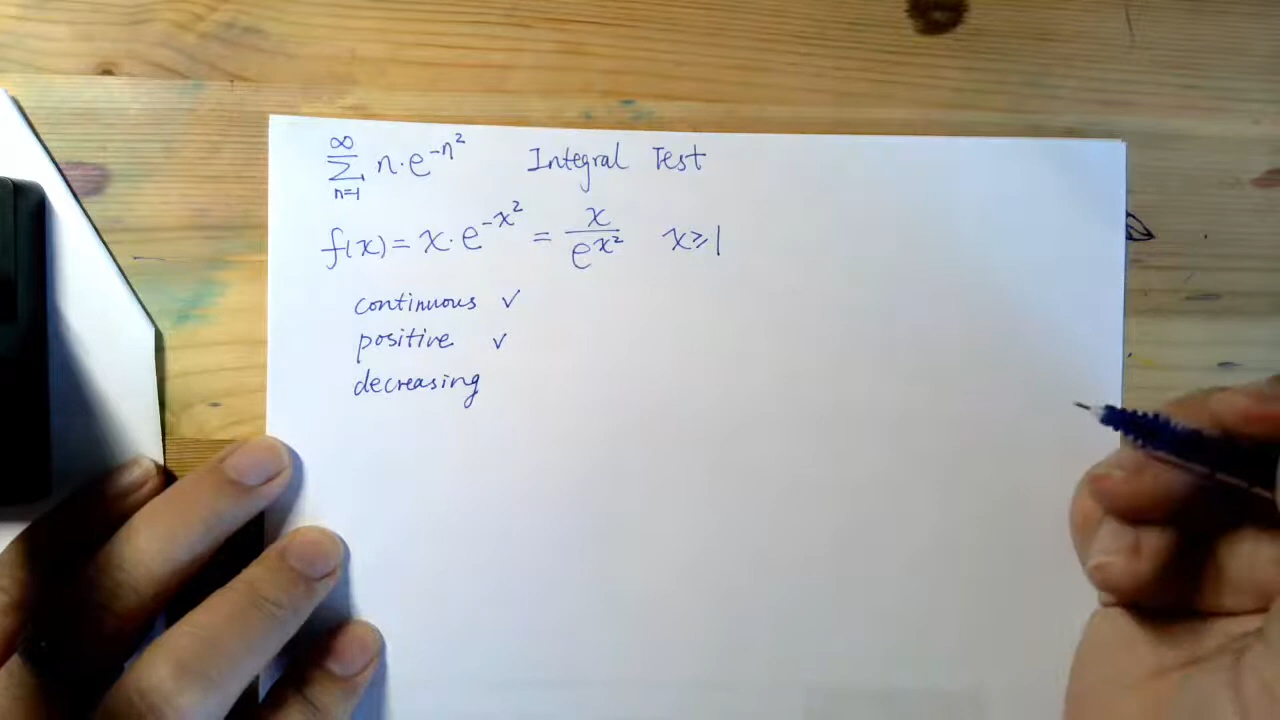 ∞
∑ n·e^{-n²} Integral Test
n=1
f(x) = x·e^{-x²} = x/e^{x²} x≥1
continuous ✓
positive ✓
decreasing